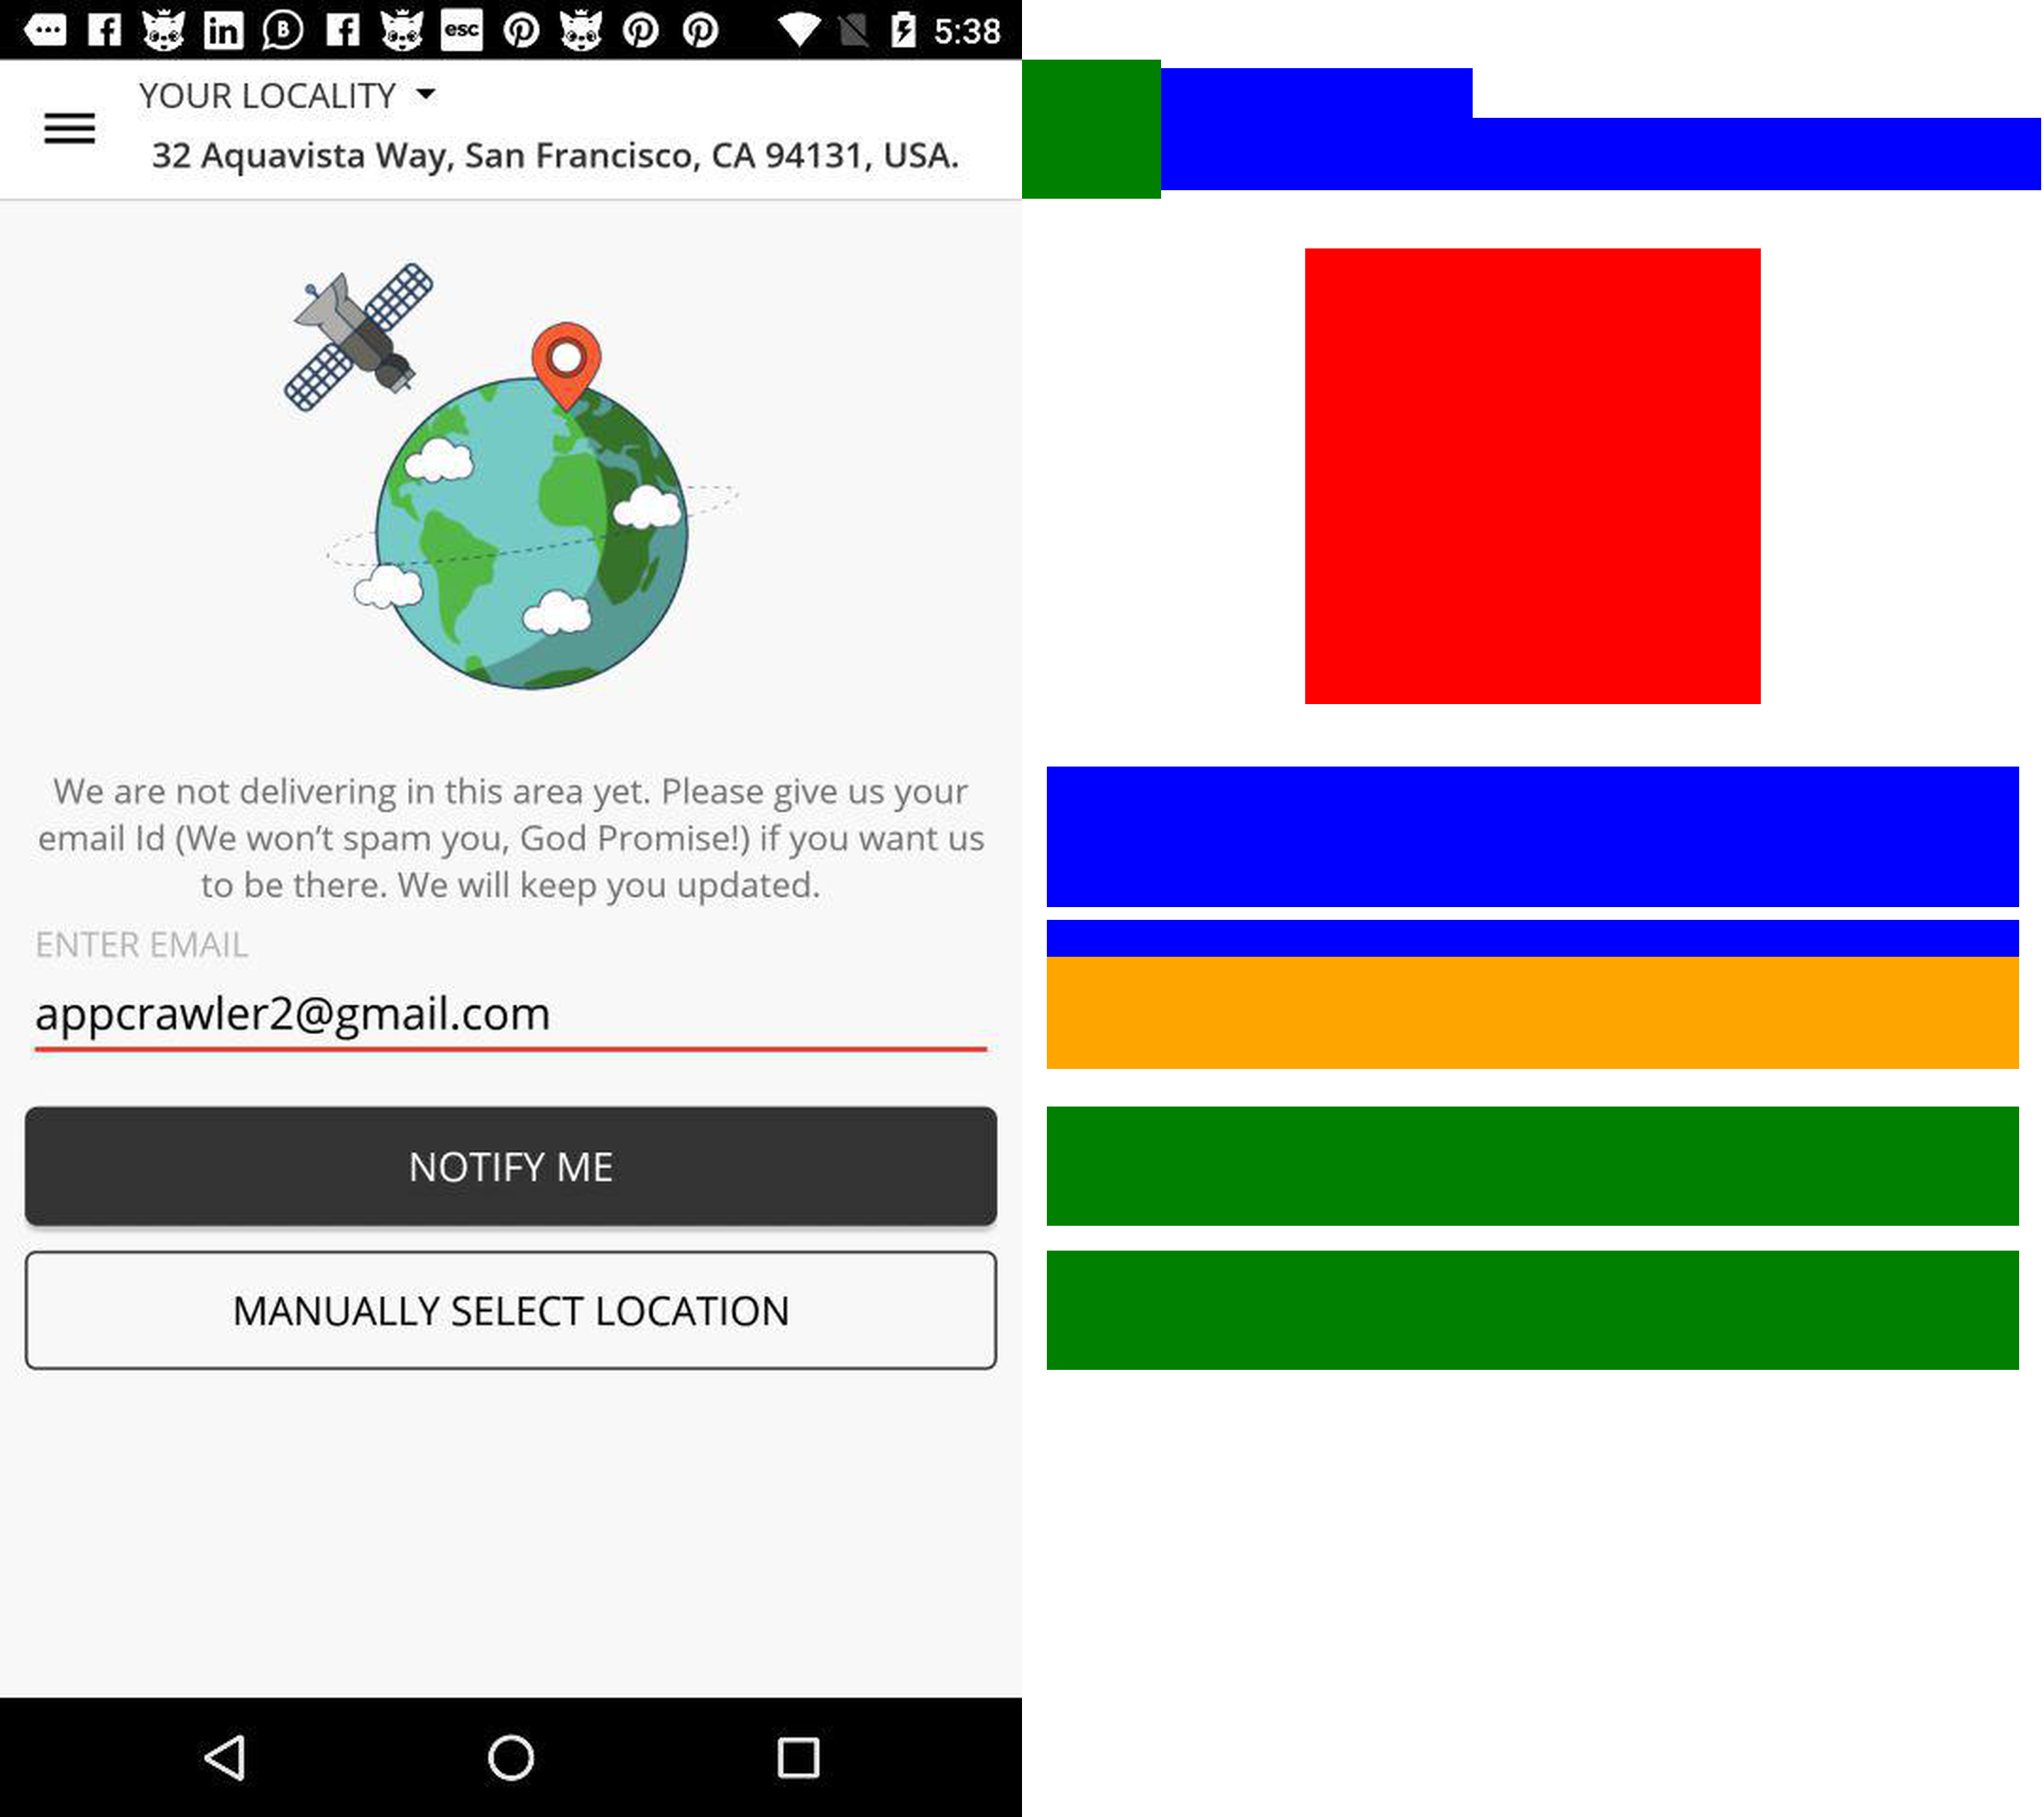 esc
5:38
YOUR LOCALITY
32 Aquavista Way, San Francisco, CA 94131, USA.
We are not delivering in this area yet. Please give us your
email Id (We won’t spam you, God Promise!) if you want us
to be there. We will keep you updated.
ENTER EMAIL
appcrawler2@gmail.com
NOTIFY ME
MANUALLY SELECT LOCATION